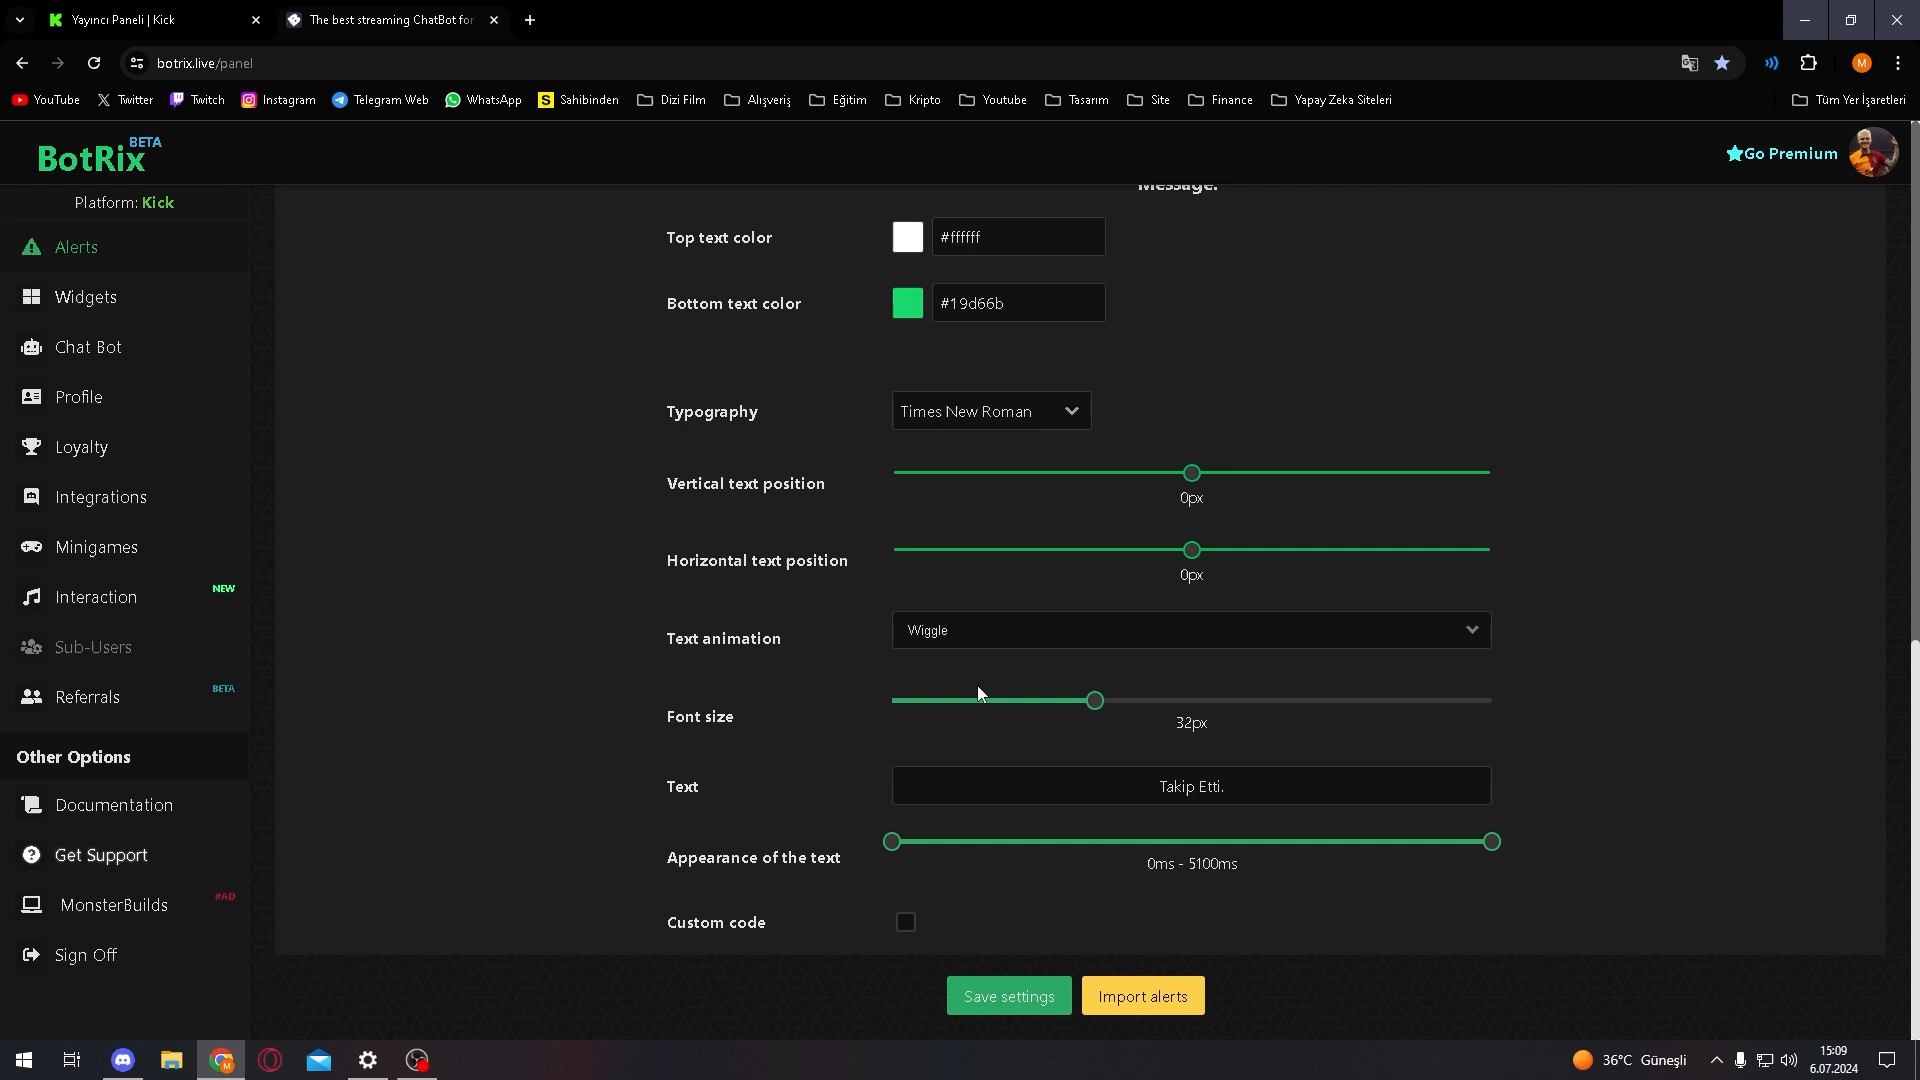 Yayıncı Paneli | Kick
The best streaming ChatBot for
botrix.live/panel
YouTube
Twitter
Twitch
Instagram
Telegram Web
WhatsApp
Sahibinden
Dizi Film
Alışveriş
Eğitim
Kripto
Youtube
Tasarım
Site
Finance
Yapay Zeka Siteleri
Tüm Yer İşaretleri
BotRix BETA
Go Premium
Platform: Kick
Alerts
Widgets
Chat Bot
Profile
Loyalty
Integrations
Minigames
Interaction NEW
Sub-Users
Referrals BETA
Other Options
Documentation
Get Support
MonsterBuilds #AD
Sign Off
Message:
Top text color
#ffffff
Bottom text color
#19d66b
Typography
Times New Roman
Vertical text position
0px
Horizontal text position
0px
Text animation
Wiggle
Font size
32px
Text
Takip Etti.
Appearance of the text
0ms - 5100ms
Custom code
Save settings
Import alerts
36°C Güneşli
15:09
6.07.2024